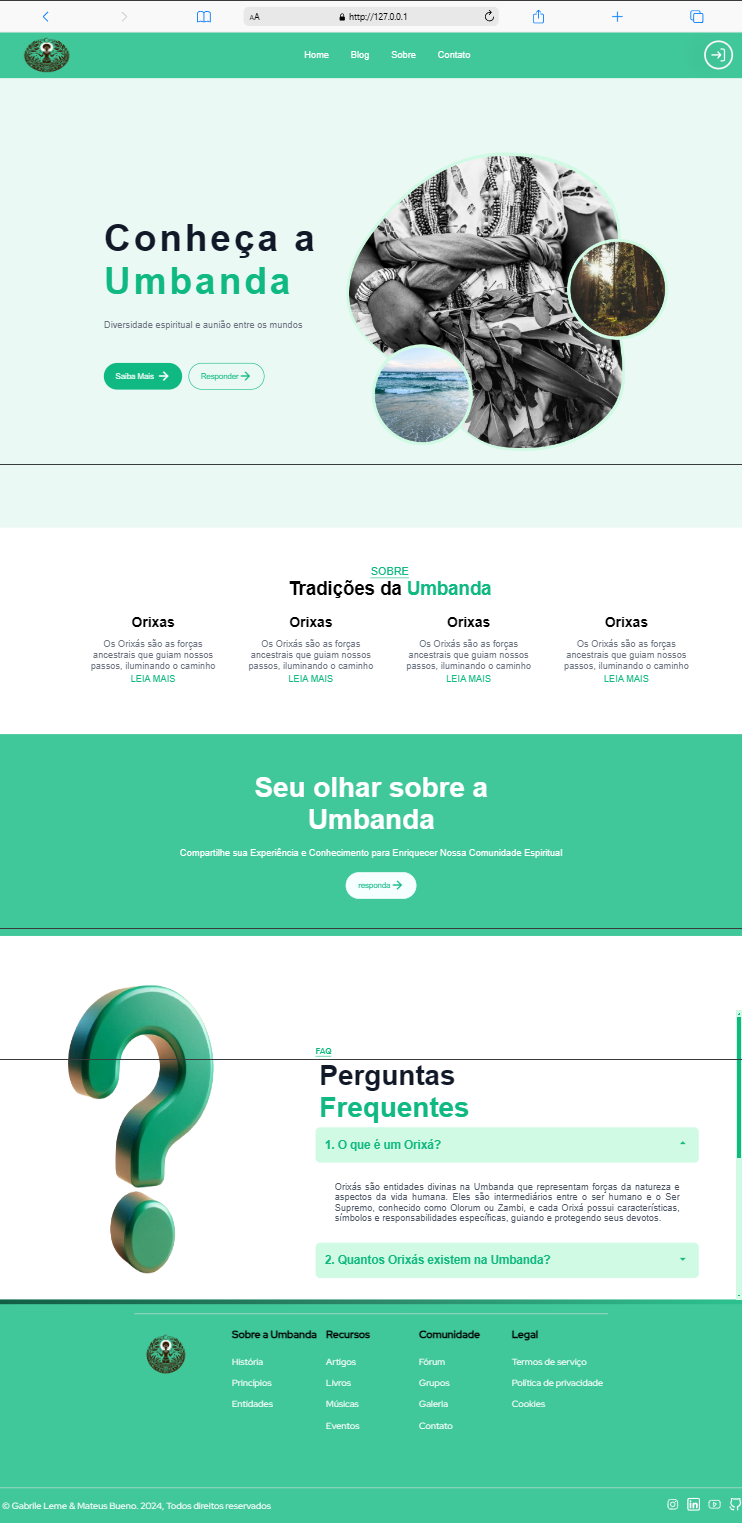 AA
http://127.0.0.1
Home Blog Sobre Contato
Conheça a
Umbanda
Diversidade espiritual e aunião entre os mundos
Saiba Mais
Responder
SOBRE
Tradições da Umbanda
Orixas
Os Orixás são as forças
ancestrais que guiam nossos
passos, iluminando o caminho
LEIA MAIS
Orixas
Os Orixás são as forças
ancestrais que guiam nossos
passos, iluminando o caminho
LEIA MAIS
Orixas
Os Orixás são as forças
ancestrais que guiam nossos
passos, iluminando o caminho
LEIA MAIS
Orixas
Os Orixás são as forças
ancestrais que guiam nossos
passos, iluminando o caminho
LEIA MAIS
Seu olhar sobre a
Umbanda
Compartilhe sua Experiência e Conhecimento para Enriquecer Nossa Comunidade Espiritual
responda
FAQ
Perguntas
Frequentes
1. O que é um Orixá?
Orixás são entidades divinas na Umbanda que representam forças da natureza e
aspectos da vida humana. Eles são intermediários entre o ser humano e o Ser
Supremo, conhecido como Olorum ou Zambi, e cada Orixá possui características,
símbolos e responsabilidades específicas, guiando e protegendo seus devotos.
2. Quantos Orixás existem na Umbanda?
Sobre a Umbanda
História
Princípios
Entidades
Recursos
Artigos
Livros
Músicas
Eventos
Comunidade
Fórum
Grupos
Galeria
Contato
Legal
Termos de serviço
Política de privacidade
Cookies
© Gabrile Leme & Mateus Bueno. 2024, Todos direitos reservados